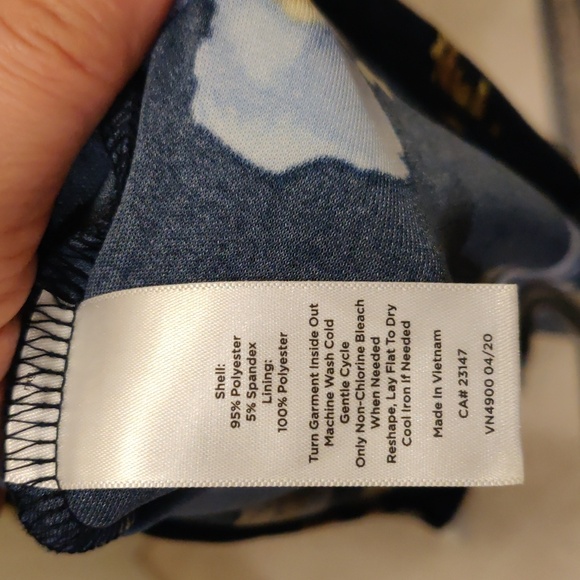 Shell:
95% Polyester
5% Spandex
Lining:
100% Polyester
Turn Garment Inside Out
Machine Wash Cold
Gentle Cycle
Only Non-Chlorine Bleach
When Needed
Reshape, Lay Flat To Dry
Cool Iron If Needed
Made In Vietnam
CA# 23147
VN4900 04/20